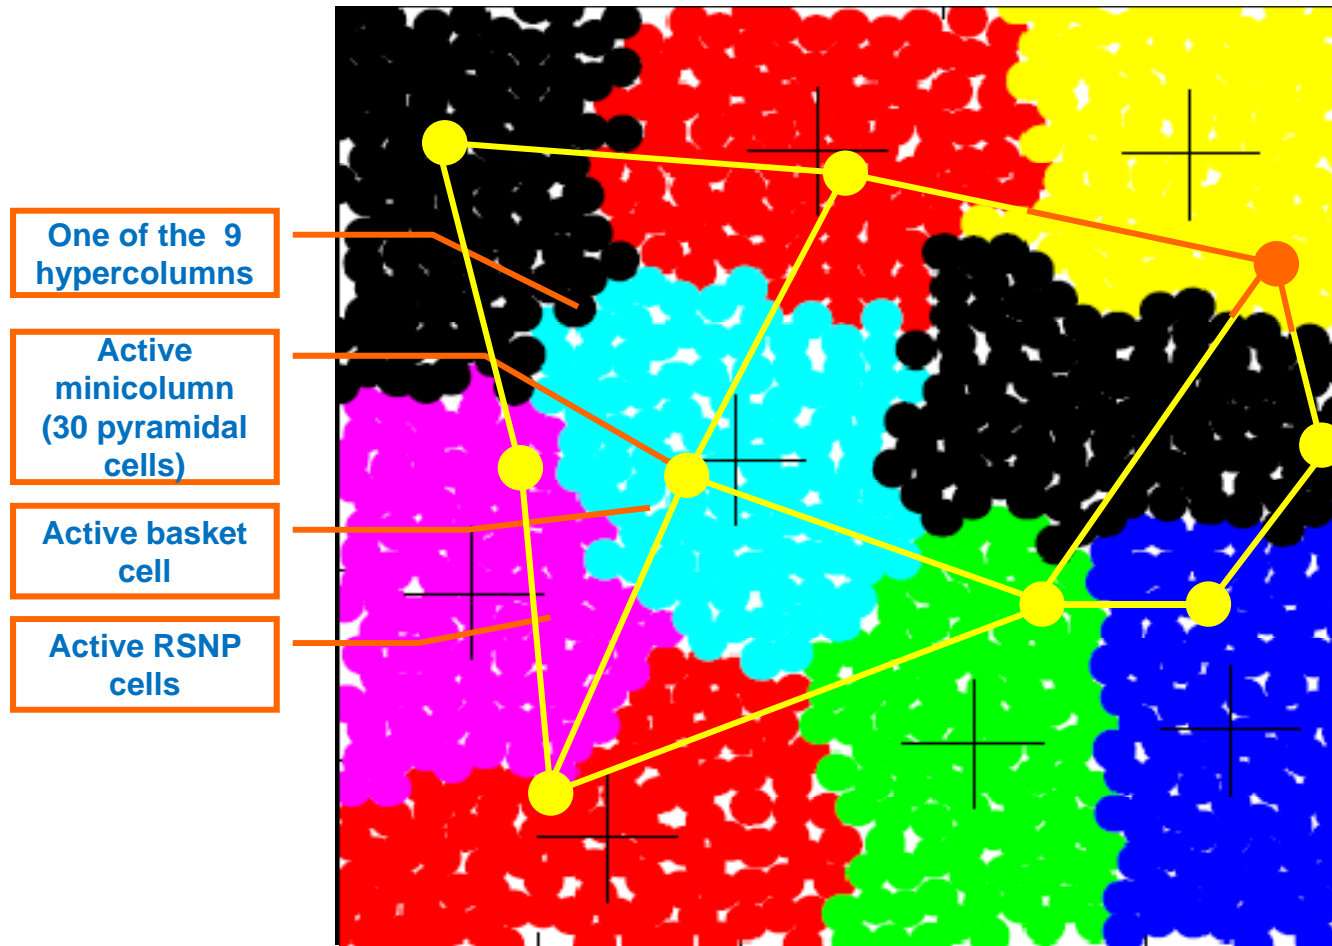 One of the 9
hypercolumns
Active
minicolumn
(30 pyramidal
cells)
Active basket
cell
Active RSNP
cells